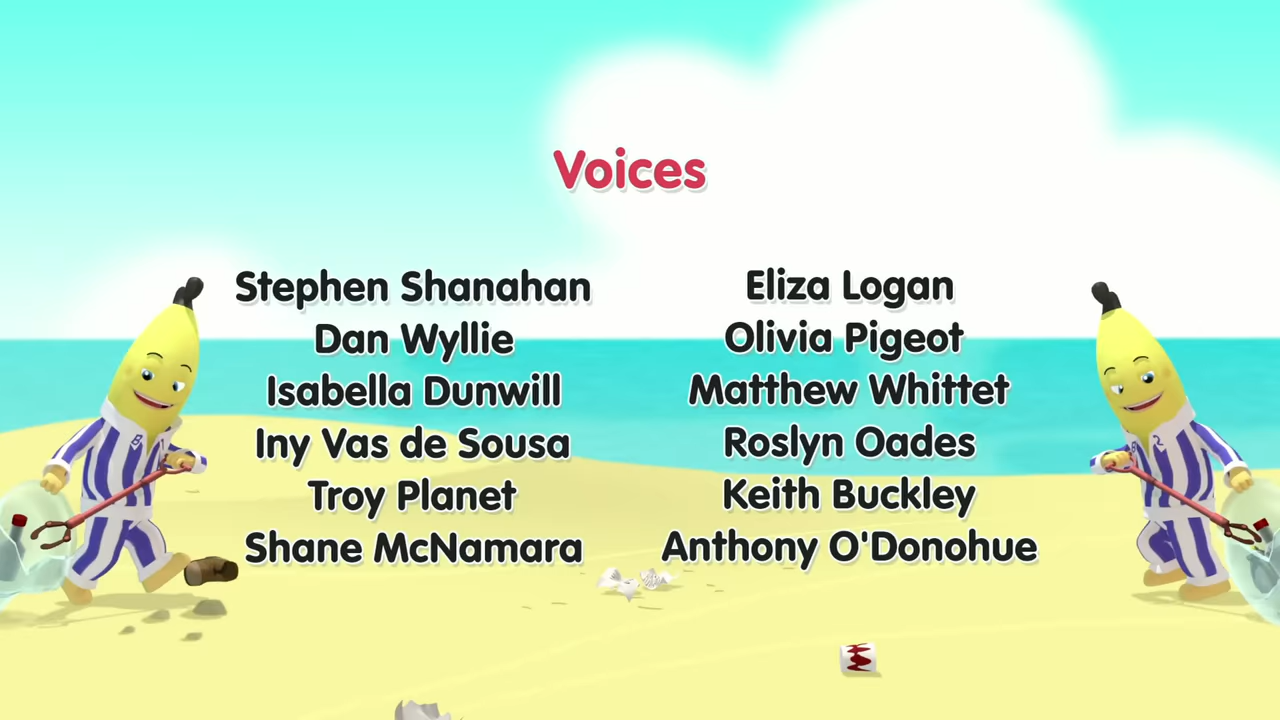 Voices
Stephen Shanahan
Dan Wyllie
Isabella Dunwill
Iny Vas de Sousa
Troy Planet
Shane McNamara
Eliza Logan
Olivia Pigeot
Matthew Whittet
Roslyn Oades
Keith Buckley
Anthony O'Donohue